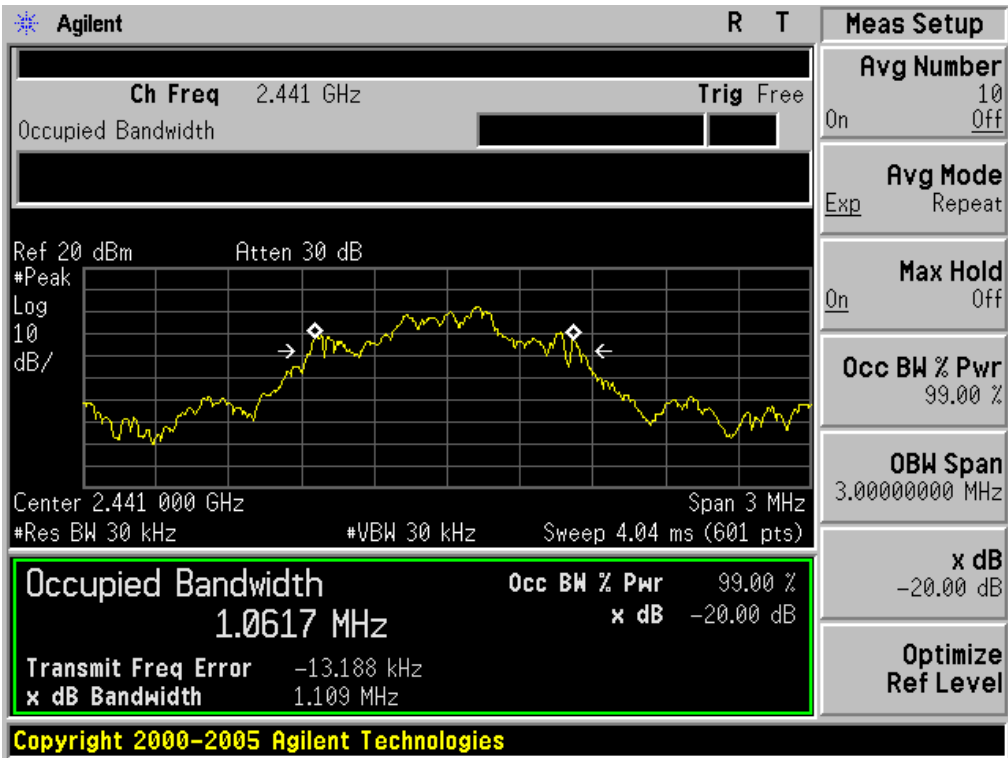 Agilent R T
Ch Freq 2.441 GHz Trig Free
Occupied Bandwidth
Ref 20 dBm Atten 30 dB
#Peak
Log
10
dB/
Center 2.441 000 GHz Span 3 MHz
#Res BW 30 kHz #VBW 30 kHz Sweep 4.04 ms (601 pts)
Occupied Bandwidth Occ BW % Pwr 99.00 %
1.0617 MHz x dB -20.00 dB
Transmit Freq Error -13.188 kHz
x dB Bandwidth 1.109 MHz
Copyright 2000-2005 Agilent Technologies
Meas Setup
Avg Number
10
On Off
Avg Mode
Exp Repeat
Max Hold
On Off
Occ BW % Pwr
99.00 %
OBW Span
3.00000000 MHz
x dB
-20.00 dB
Optimize
Ref Level